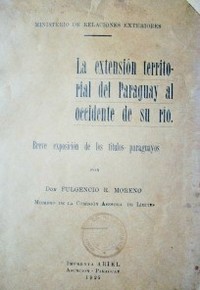 MINISTERIO DE RELACIONES EXTERIORES
La extensión territo-
rial del Paraguay al
occidente de su río.
Breve exposición de los títulos paraguayos
POR
DON FULGENCIO R. MORENO
MIEMBRO DE LA COMISIÓN ASESORA DE LÍMITES
IMPRENTA ARIEL
ASUNCIÓN - PARAGUAY